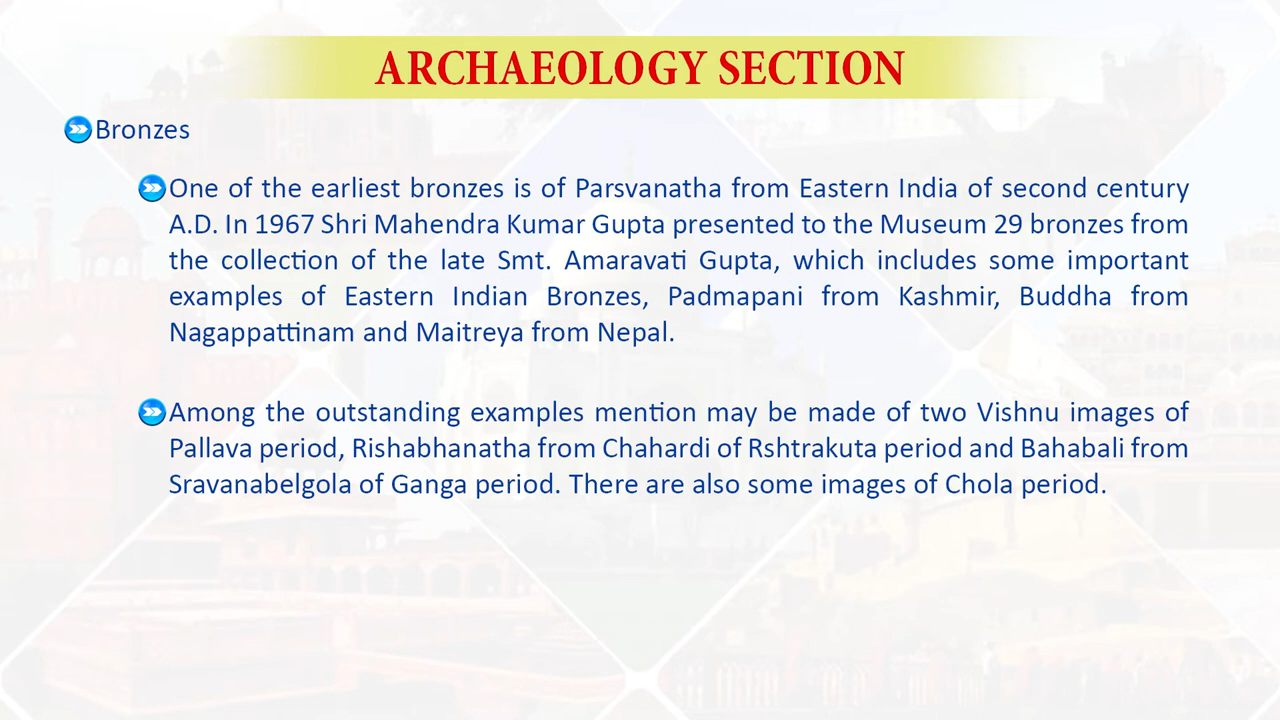 ARCHAEOLOGY SECTION
Bronzes
One of the earliest bronzes is of Parsvanatha from Eastern India of second century
A.D. In 1967 Shri Mahendra Kumar Gupta presented to the Museum 29 bronzes from
the collection of the late Smt. Amaravati Gupta, which includes some important
examples of Eastern Indian Bronzes, Padmapani from Kashmir, Buddha from
Nagappattinam and Maitreya from Nepal.
Among the outstanding examples mention may be made of two Vishnu images of
Pallava period, Rishabhanatha from Chahardi of Rshtrakuta period and Bahabali from
Sravanabelgola of Ganga period. There are also some images of Chola period.